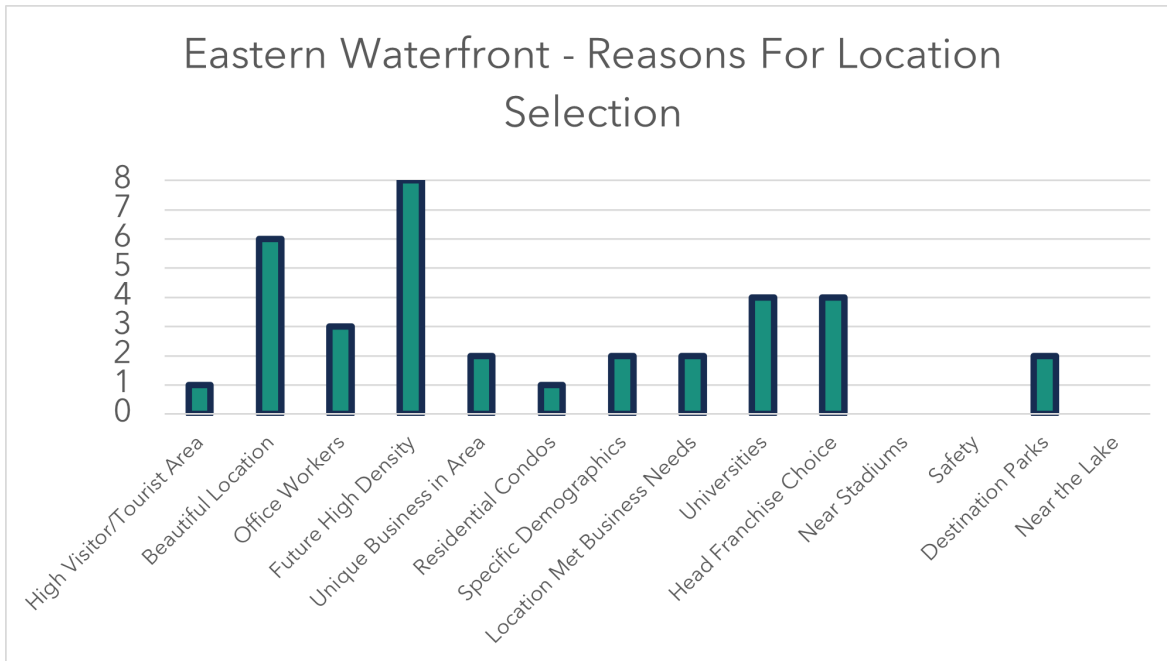 Eastern Waterfront - Reasons For Location
Selection
8
7
6
5
4
3
2
1
0
High Visitor/Tourist Area
Beautiful Location
Office Workers
Future High Density
Unique Business in Area
Residential Condos
Specific Demographics
Location Met Business Needs
Universities
Head Franchise Choice
Near Stadiums
Safety
Destination Parks
Near the Lake